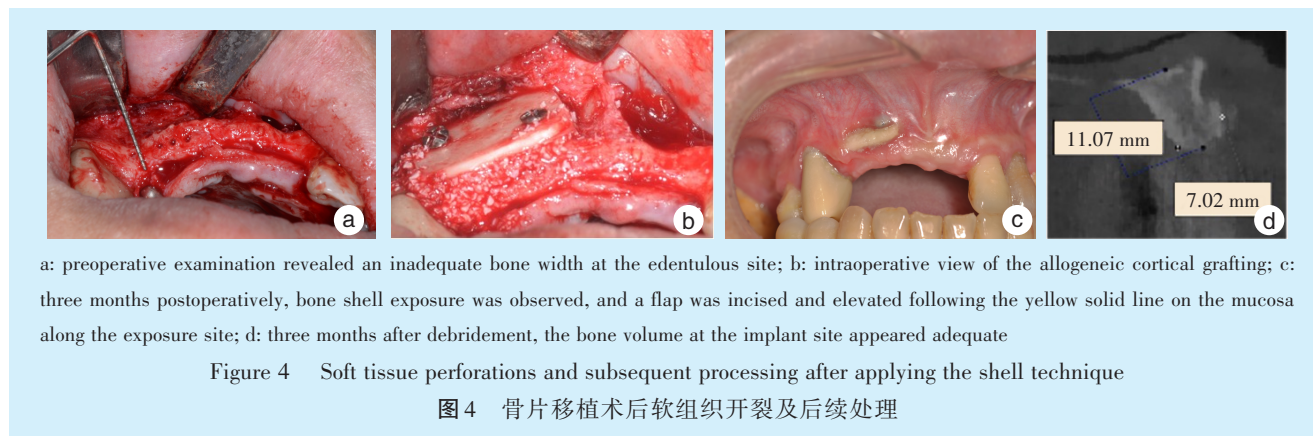 a
b
c
11.07 mm
7.02 mm
d
a: preoperative examination revealed an inadequate bone width at the edentulous site; b: intraoperative view of the allogeneic cortical grafting; c:
three months postoperatively, bone shell exposure was observed, and a flap was incised and elevated following the yellow solid line on the mucosa
along the exposure site; d: three months after debridement, the bone volume at the implant site appeared adequate
Figure 4 Soft tissue perforations and subsequent processing after applying the shell technique
图4 骨片移植术后软组织开裂及后续处理